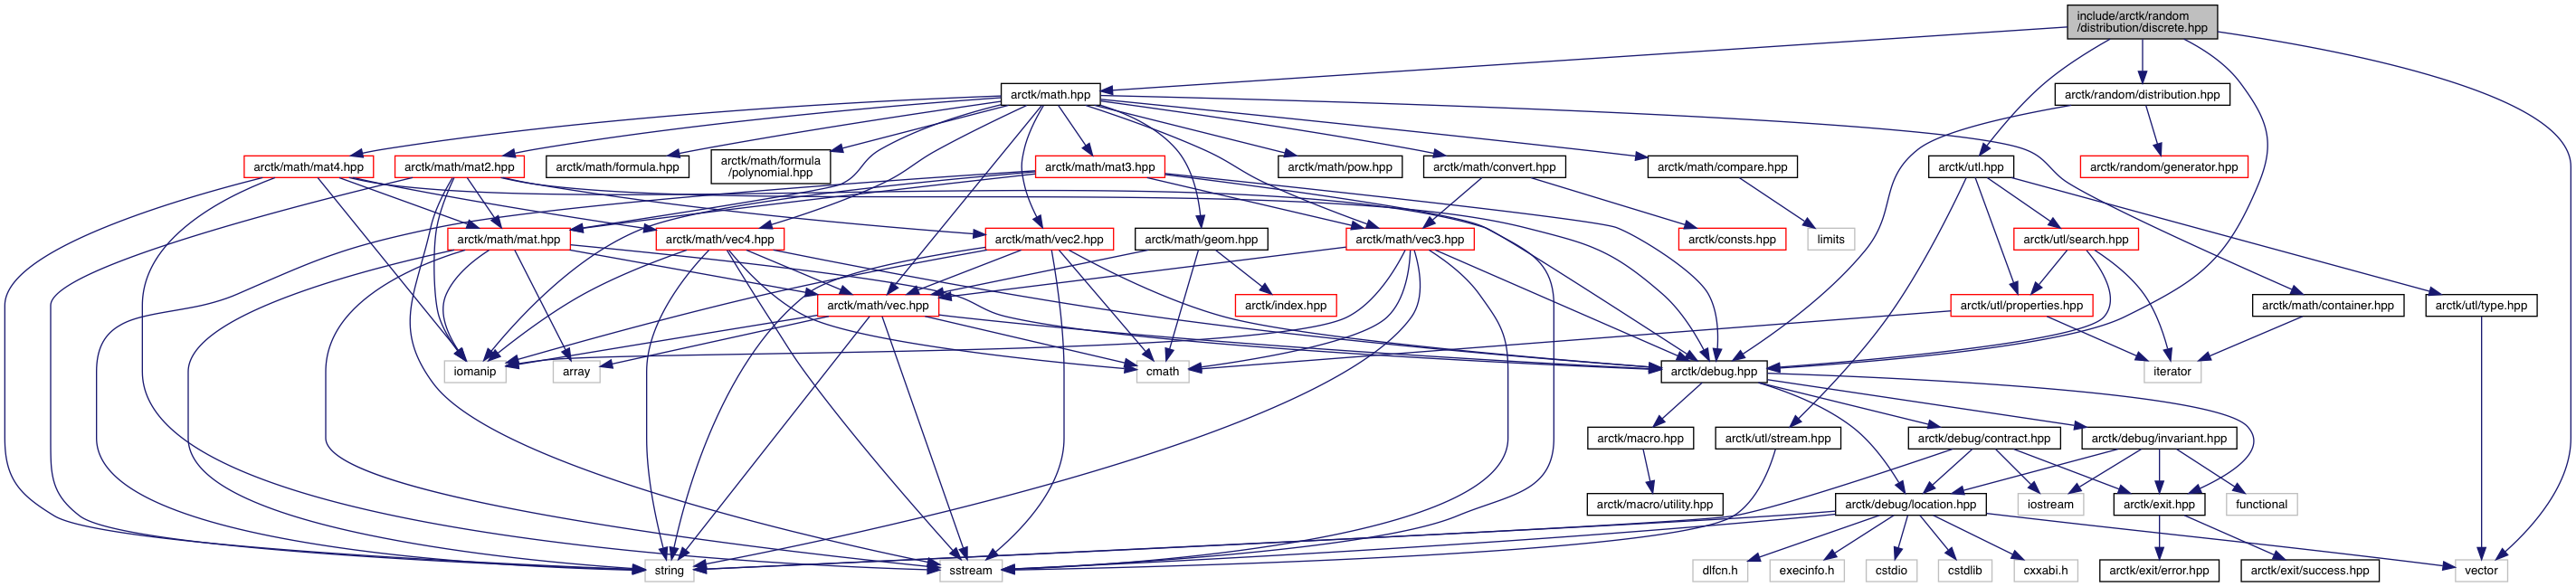 include/arctk/random
/distribution/discrete.hpp
arctk/math.hpp
arctk/random/distribution.hpp
arctk/math/mat4.hpp
arctk/math/mat2.hpp
arctk/math/formula.hpp
arctk/math/formula
/polynomial.hpp
arctk/math/mat3.hpp
arctk/math/pow.hpp
arctk/math/convert.hpp
arctk/math/compare.hpp
arctk/utl.hpp
arctk/random/generator.hpp
arctk/math/mat.hpp
arctk/math/vec4.hpp
arctk/math/vec2.hpp
arctk/math/geom.hpp
arctk/math/vec3.hpp
arctk/consts.hpp
limits
arctk/utl/search.hpp
arctk/math/vec.hpp
arctk/index.hpp
arctk/utl/properties.hpp
arctk/math/container.hpp
arctk/utl/type.hpp
iomanip
array
cmath
arctk/debug.hpp
iterator
arctk/macro.hpp
arctk/utl/stream.hpp
arctk/debug/contract.hpp
arctk/debug/invariant.hpp
arctk/macro/utility.hpp
arctk/debug/location.hpp
iostream
arctk/exit.hpp
functional
string
sstream
dlfcn.h
execinfo.h
cstdio
cstdlib
cxxabi.h
arctk/exit/error.hpp
arctk/exit/success.hpp
vector